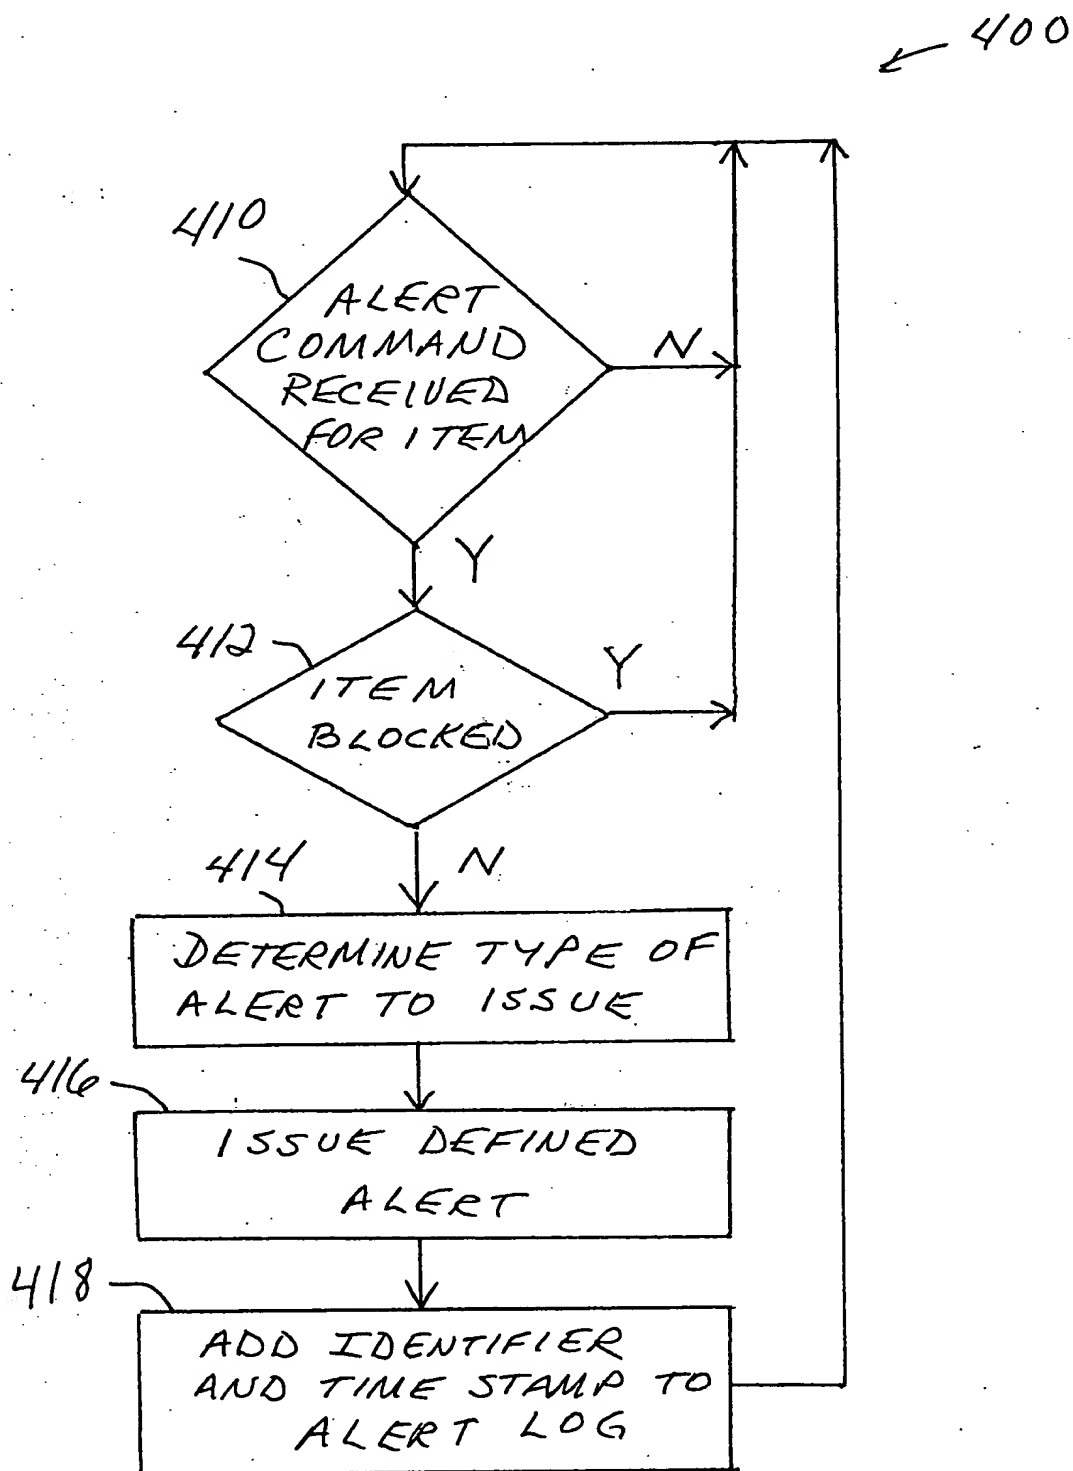 400
410
ALERT
COMMAND
RECEIVED
FOR ITEM
N
Y
412
ITEM
BLOCKED
Y
N
414
DETERMINE TYPE OF
ALERT TO ISSUE
416
ISSUE DEFINED
ALERT
418
ADD IDENTIFIER
AND TIME STAMP TO
ALERT LOG